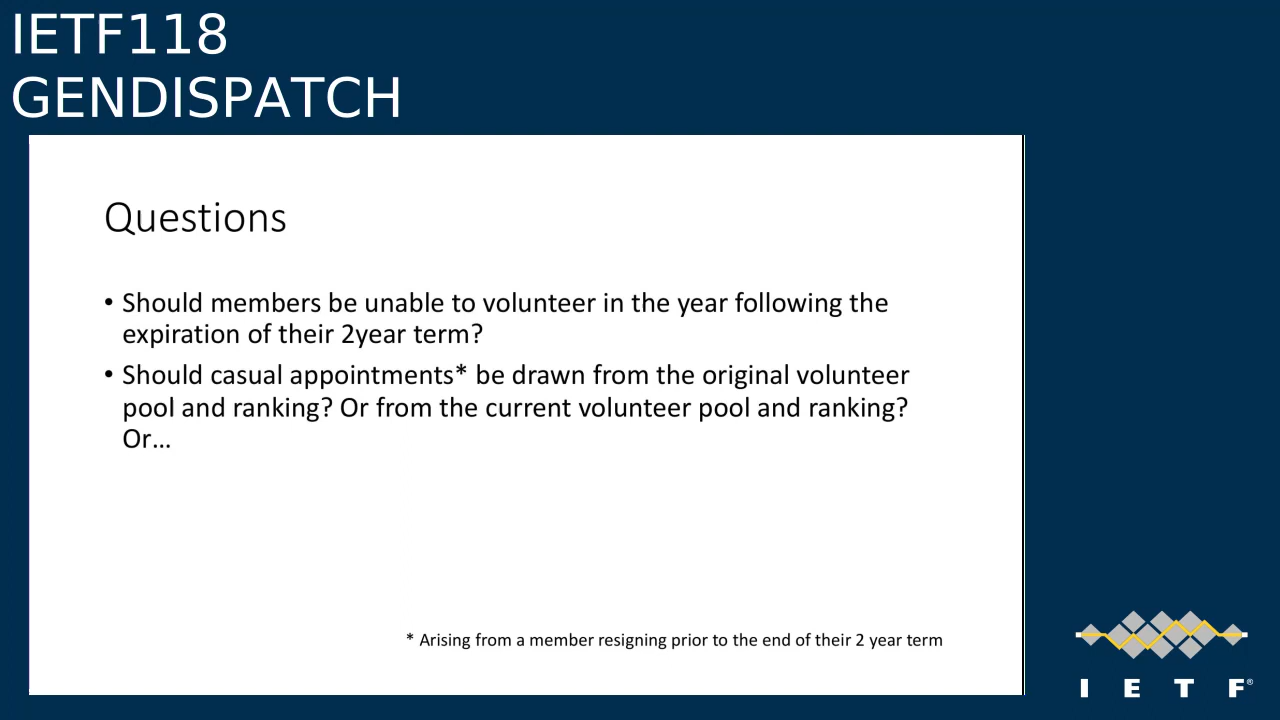 IETF118
GENDISPATCH
Questions
• Should members be unable to volunteer in the year following the
expiration of their 2year term?
• Should casual appointments* be drawn from the original volunteer
pool and ranking? Or from the current volunteer pool and ranking?
Or…
* Arising from a member resigning prior to the end of their 2 year term
I E T F®